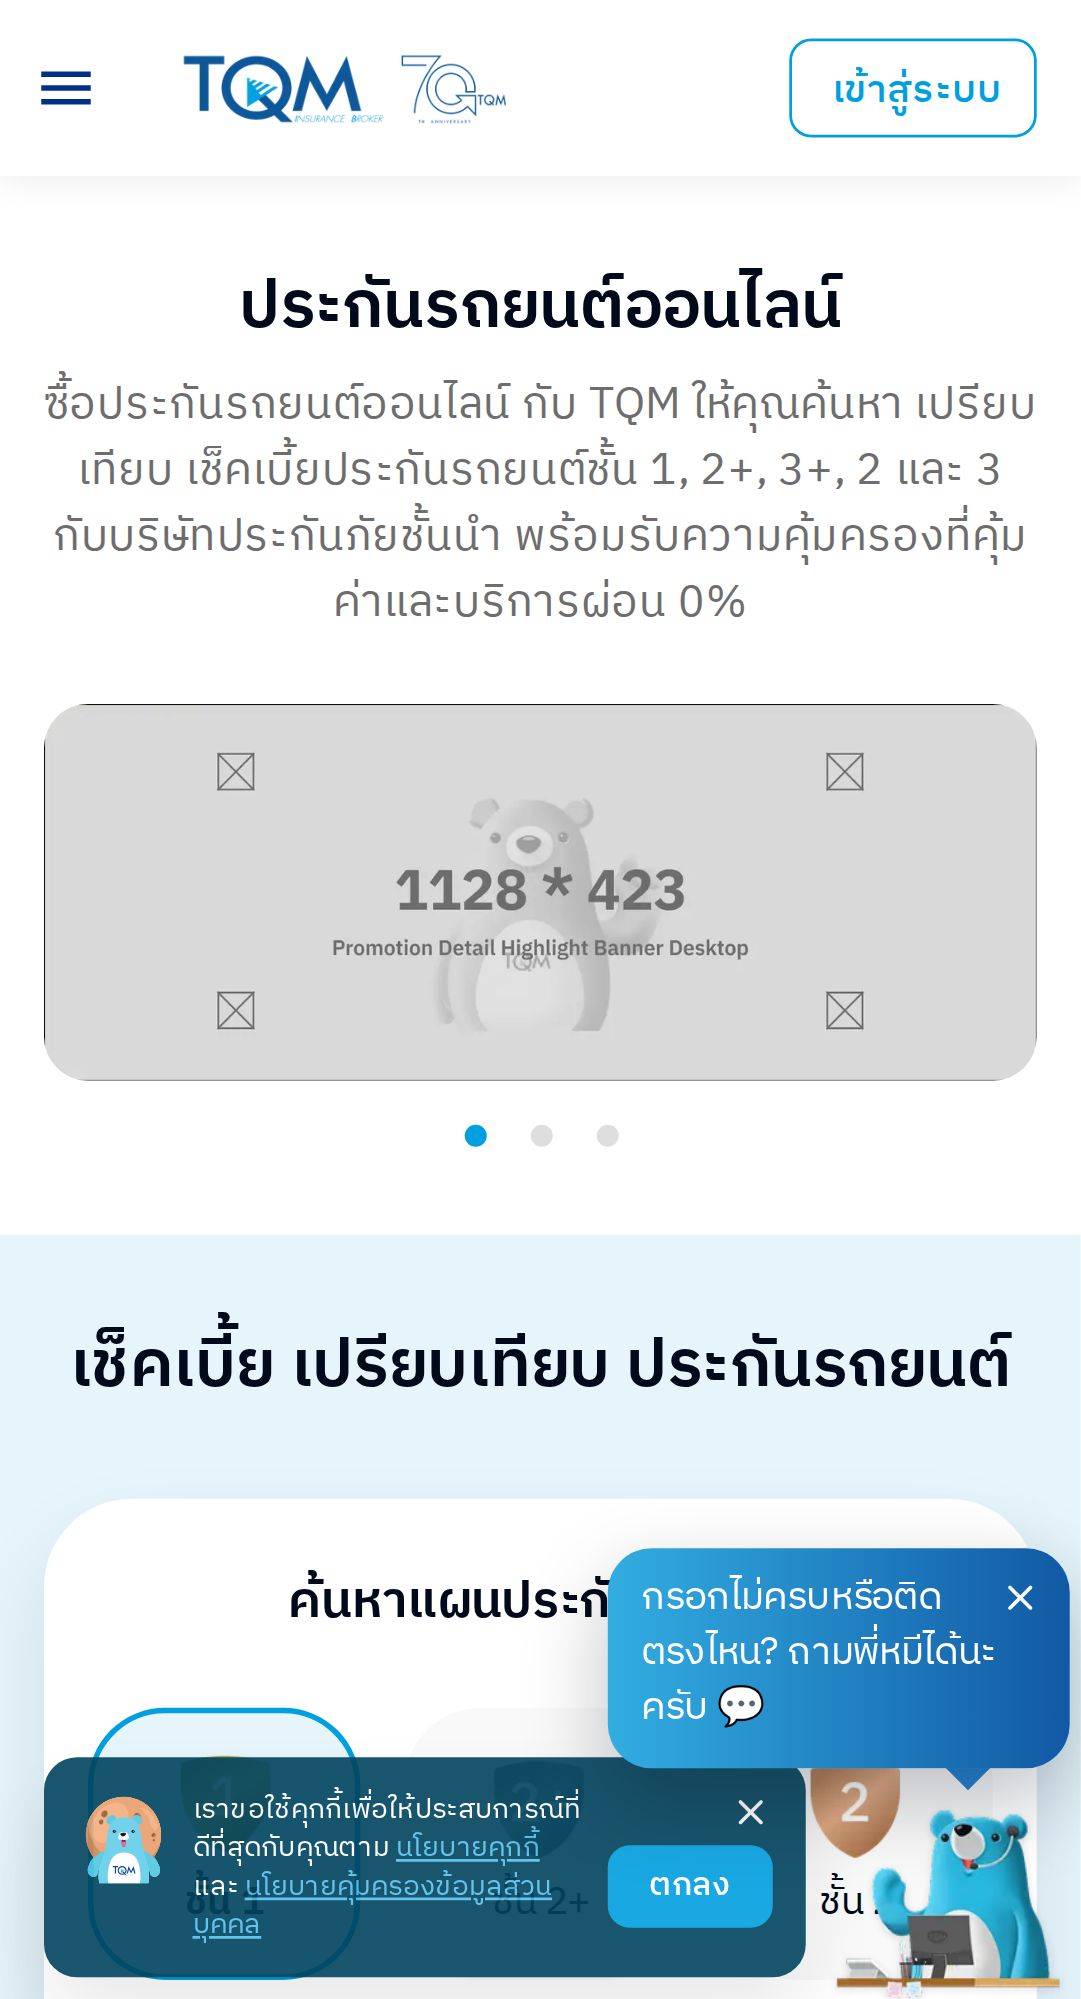 TQM
INSURANCE BROKER
70 TQM
TH ANNIVERSARY
เข้าสู่ระบบ
ประกันรถยนต์ออนไลน์
ซื้อประกันรถยนต์ออนไลน์ กับ TQM ให้คุณค้นหา เปรียบ
เทียบ เช็คเบี้ยประกันรถยนต์ชั้น 1, 2+, 3+, 2 และ 3
กับบริษัทประกันภัยชั้นนำ พร้อมรับความคุ้มครองที่คุ้ม
ค่าและบริการผ่อน 0%
1128 * 423
Promotion Detail Highlight Banner Desktop
TQM
เช็คเบี้ย เปรียบเทียบ ประกันรถยนต์
ค้นหาแผนประกั
กรอกไม่ครบหรือติด
ตรงไหน? ถามพี่หมีได้นะ
ครับ 💬
เราขอใช้คุกกี้เพื่อให้ประสบการณ์ที่
ดีที่สุดกับคุณตาม นโยบายคุกกี้
และ นโยบายคุ้มครองข้อมูลส่วน
บุคคล
ตกลง
TQM
1
ชั้น 1
2
ชั้น 2+
2
ชั้น